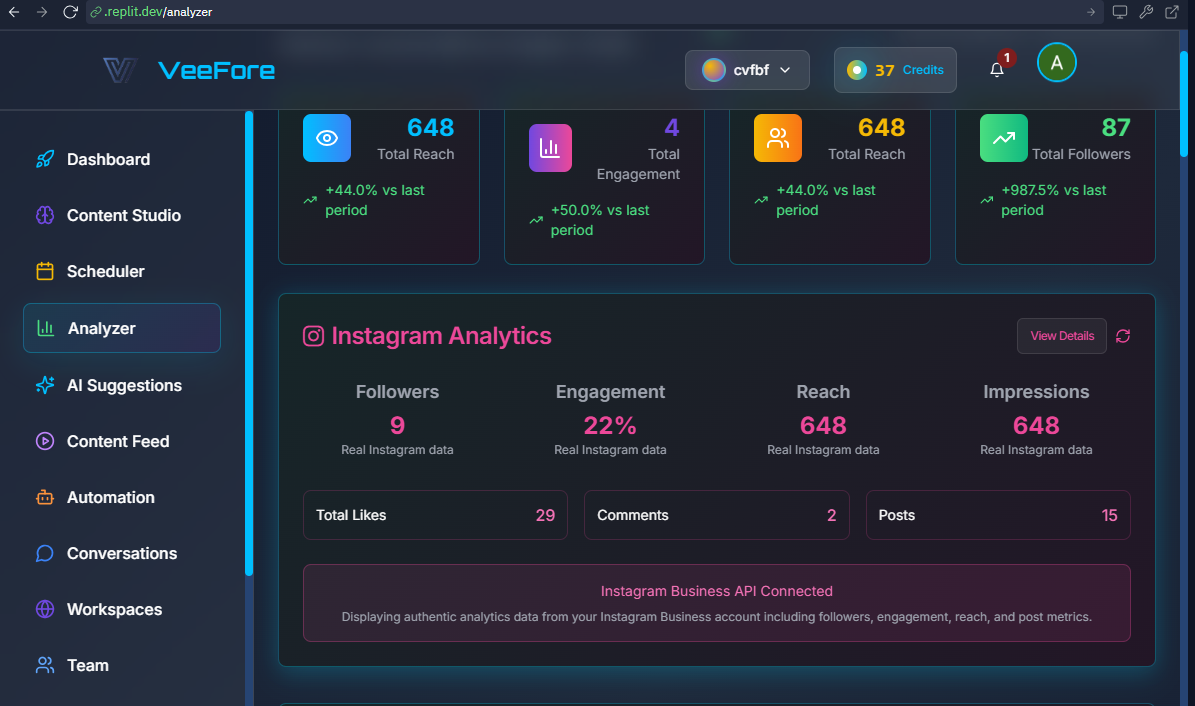 .replit.dev/analyzer
VeeFore
cvfbf
37 Credits
1
A
Dashboard
Content Studio
Scheduler
Analyzer
AI Suggestions
Content Feed
Automation
Conversations
Workspaces
Team
648
Total Reach
+44.0% vs last
period
4
Total
Engagement
+50.0% vs last
period
648
Total Reach
+44.0% vs last
period
87
Total Followers
+987.5% vs last
period
Instagram Analytics
View Details
Followers
9
Real Instagram data
Engagement
22%
Real Instagram data
Reach
648
Real Instagram data
Impressions
648
Real Instagram data
Total Likes 29
Comments 2
Posts 15
Instagram Business API Connected
Displaying authentic analytics data from your Instagram Business account including followers, engagement, reach, and post metrics.